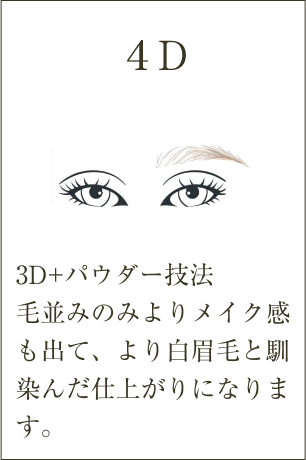 ４Ｄ
3D+パウダー技法
毛並みのみよりメイク感
も出て、より白眉毛と馴
染んだ仕上がりになりま
す。